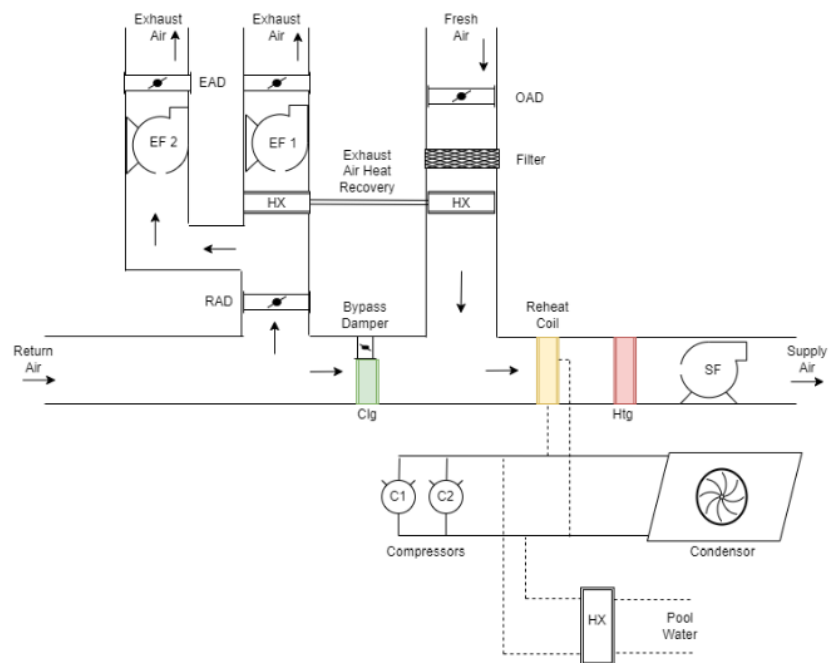 Exhaust
Air
Exhaust
Air
Fresh
Air
EAD
OAD
EF 2
EF 1
Exhaust
Air Heat
Recovery
Filter
HX
HX
RAD
Bypass
Damper
Reheat
Coil
Return
Air
SF
Supply
Air
Clg
Htg
C1
C2
Compressors
Condensor
HX
Pool
Water